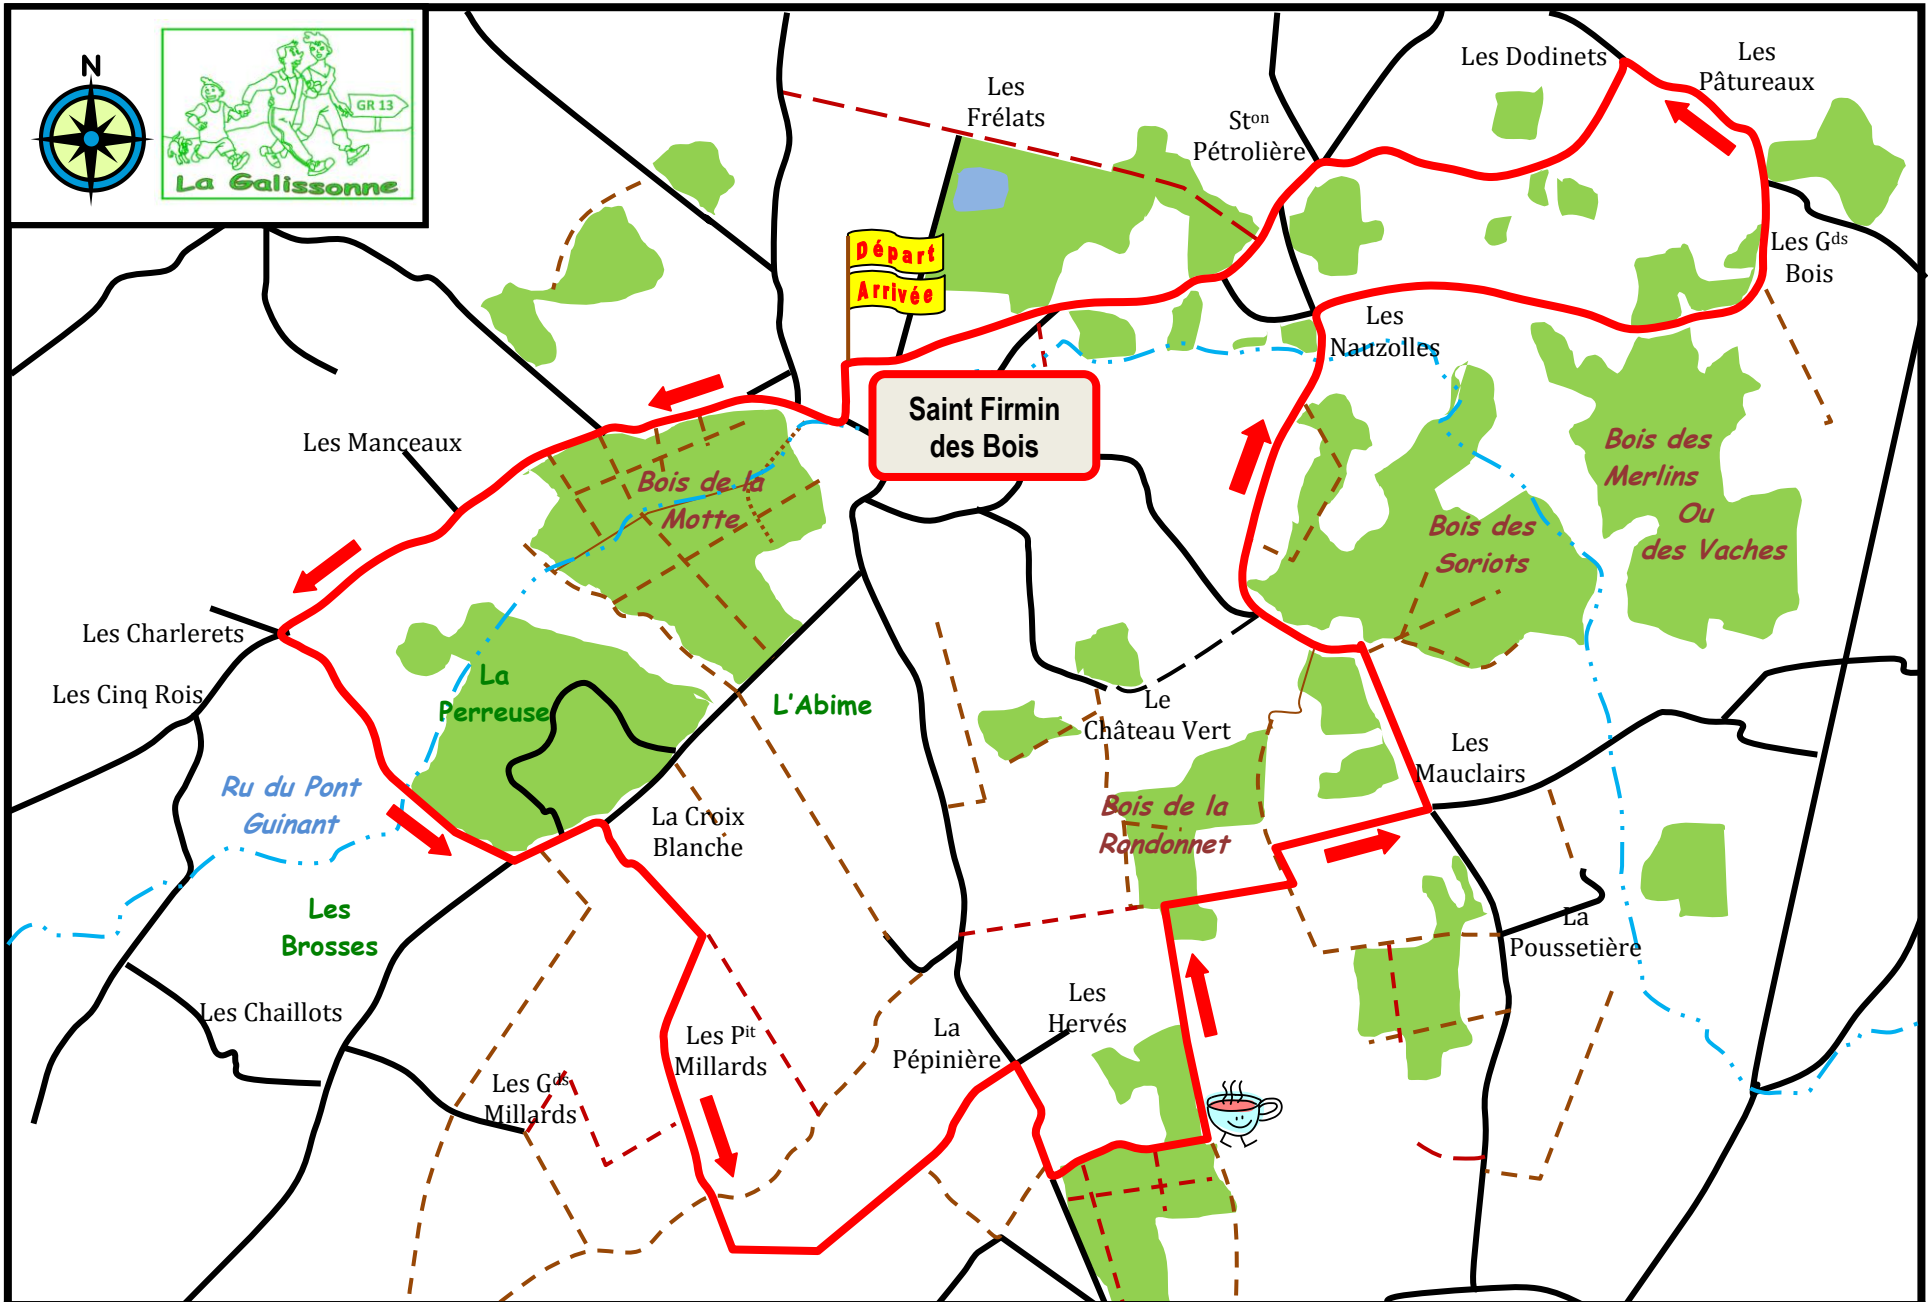 N
GR 13
La Galissonne
Les Dodinets
Les
Pâtureaux
Les
Frélats
Sᵗᵒⁿ
Pétrolière
Départ
Arrivée
Les Gᵈˢ
Bois
Les
Nauzolles
Saint Firmin
des Bois
Les Manceaux
Bois de la
Motte
Bois des
Merlins
Ou
des Vaches
Bois des
Soriots
Les Charlerets
Les Cinq Rois
La
Perreuse
L'Abime
Le
Château Vert
Les
Mauclairs
Ru du Pont
Guinant
La Croix
Blanche
Bois de la
Randonnet
Les
Brosses
La
Poussetière
Les Chaillots
Les Pⁱᵗ
Millards
La
Pépinière
Les
Hervés
Les Gᵈˢ
Millards